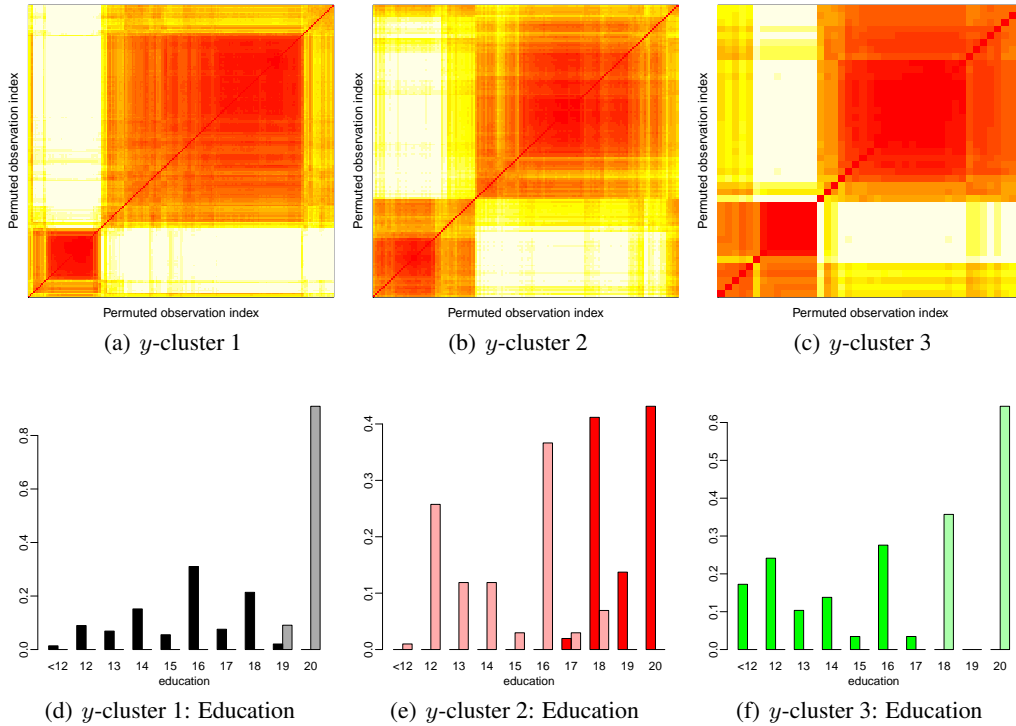 Permuted observation index
Permuted observation index
Permuted observation index
Permuted observation index
Permuted observation index
Permuted observation index
(a) y-cluster 1
(b) y-cluster 2
(c) y-cluster 3
0.0 0.2 0.4 0.6 0.8
<12 12 13 14 15 16 17 18 19 20
education
(d) y-cluster 1: Education
0.0 0.1 0.2 0.3 0.4
<12 12 13 14 15 16 17 18 19 20
education
(e) y-cluster 2: Education
0.0 0.1 0.2 0.3 0.4 0.5 0.6
<12 12 13 14 15 16 17 18 19 20
education
(f) y-cluster 3: Education